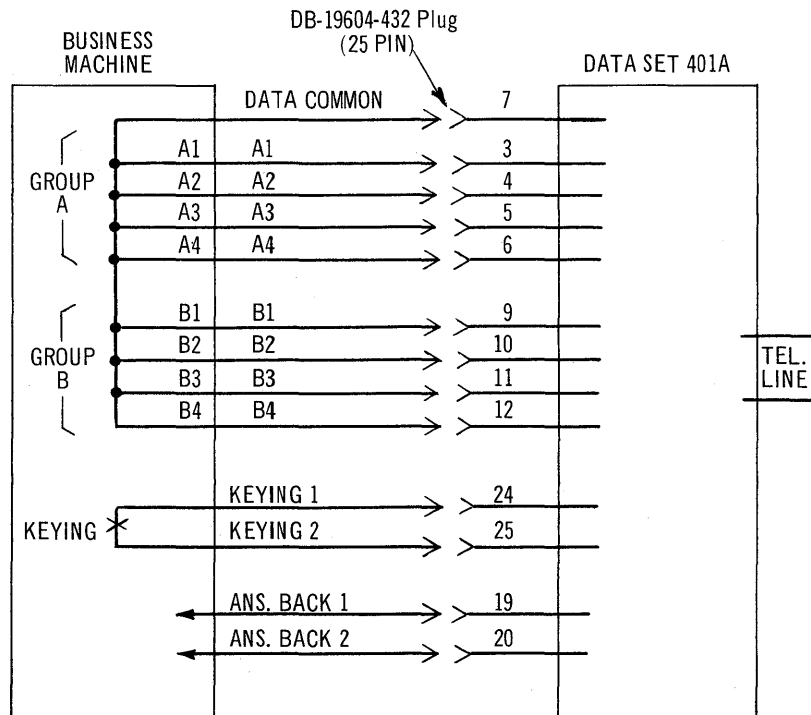 DB-19604-432 Plug
(25 PIN)
BUSINESS
MACHINE
DATA SET 401A
DATA COMMON 7
GROUP
A
A1 A1 3
A2 A2 4
A3 A3 5
A4 A4 6
GROUP
B
B1 B1 9
B2 B2 10
B3 B3 11
B4 B4 12
TEL.
LINE
KEYING
KEYING 1 24
KEYING 2 25
ANS. BACK 1 19
ANS. BACK 2 20